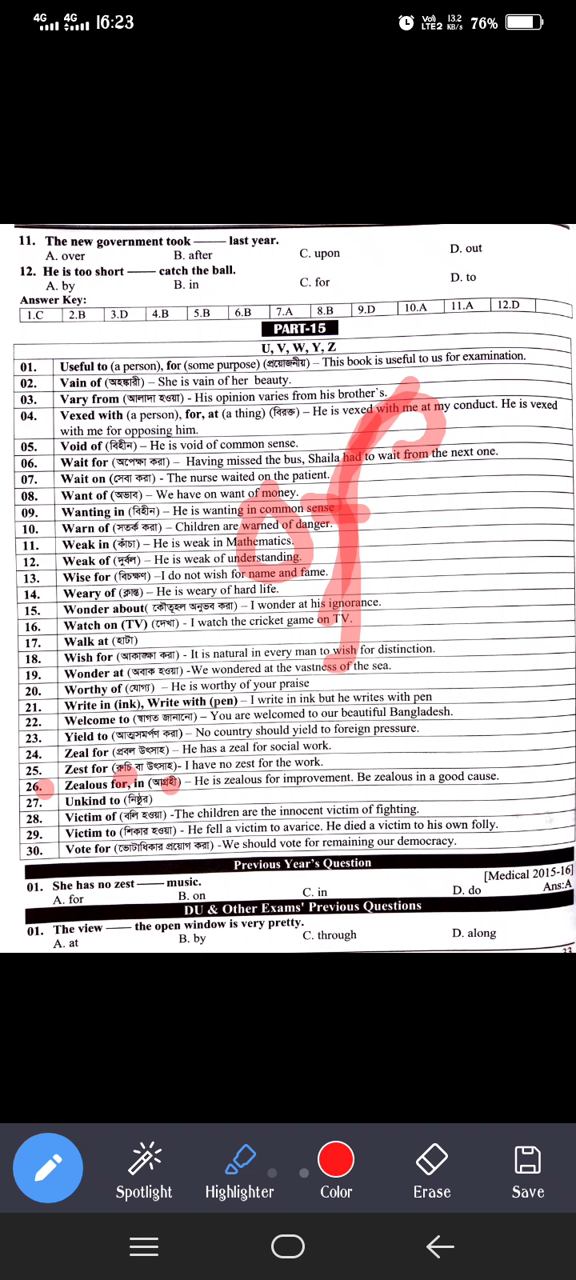 4G 4G 16:23 Vo) LTE2 13.2 KB/s 76%
11. The new government took —— last year.
A. over B. after C. upon D. out
12. He is too short —— catch the ball.
A. by B. in C. for D. to
Answer Key:
1.C 2.B 3.D 4.B 5.B 6.B 7.A 8.B 9.D 10.A 11.A 12.D
PART-15
U, V, W, Y, Z
01. Useful to (a person), for (some purpose) (প্রয়োজনীয়) – This book is useful to us for examination.
02. Vain of (অহঙ্কারী) – She is vain of her beauty.
03. Vary from (আলাদা হওয়া) - His opinion varies from his brother's.
04. Vexed with (a person), for, at (a thing) (বিরক্ত) – He is vexed with me at my conduct. He is vexed
with me for opposing him.
05. Void of (বিহীন) – He is void of common sense.
06. Wait for (অপেক্ষা করা) – Having missed the bus, Shaila had to wait from the next one.
07. Wait on (সেবা করা) - The nurse waited on the patient.
08. Want of (অভাব) – We have on want of money.
09. Wanting in (বিহীন) – He is wanting in common sense
10. Warn of (সতর্ক করা) – Children are warned of danger.
11. Weak in (কাঁচা) – He is weak in Mathematics.
12. Weak of (দুর্বল) – He is weak of understanding.
13. Wise for (বিচক্ষণ) –I do not wish for name and fame.
14. Weary of (ক্লান্ত) – He is weary of hard life.
15. Wonder about( কৌতূহল অনুভব করা) – I wonder at his ignorance.
16. Watch on (TV) (দেখা) - I watch the cricket game on TV.
17. Walk at (হাটা)
18. Wish for (আকাঙ্ক্ষা করা) - It is natural in every man to wish for distinction.
19. Wonder at (অবাক হওয়া) -We wondered at the vastness of the sea.
20. Worthy of (যোগ্য) – He is worthy of your praise
21. Write in (ink), Write with (pen) – I write in ink but he writes with pen
22. Welcome to (স্বাগত জানানো) – You are welcomed to our beautiful Bangladesh.
23. Yield to (আত্মসমর্পণ করা) – No country should yield to foreign pressure.
24. Zeal for (প্রবল উৎসাহ) – He has a zeal for social work.
25. Zest for (রুচি বা উৎসাহ)- I have no zest for the work.
26. Zealous for, in (আগ্রহী) – He is zealous for improvement. Be zealous in a good cause.
27. Unkind to (নিষ্ঠুর)
28. Victim of (বলি হওয়া) -The children are the innocent victim of fighting.
29. Victim to (শিকার হওয়া) - He fell a victim to avarice. He died a victim to his own folly.
30. Vote for (ভোটাধিকার প্রয়োগ করা) -We should vote for remaining our democracy.
Previous Year's Question
01. She has no zest —— music. [Medical 2015-16]
A. for B. on C. in D. do Ans:A
DU & Other Exams' Previous Questions
01. The view —— the open window is very pretty.
A. at B. by C. through D. along
of
Spotlight Highlighter Color Erase Save